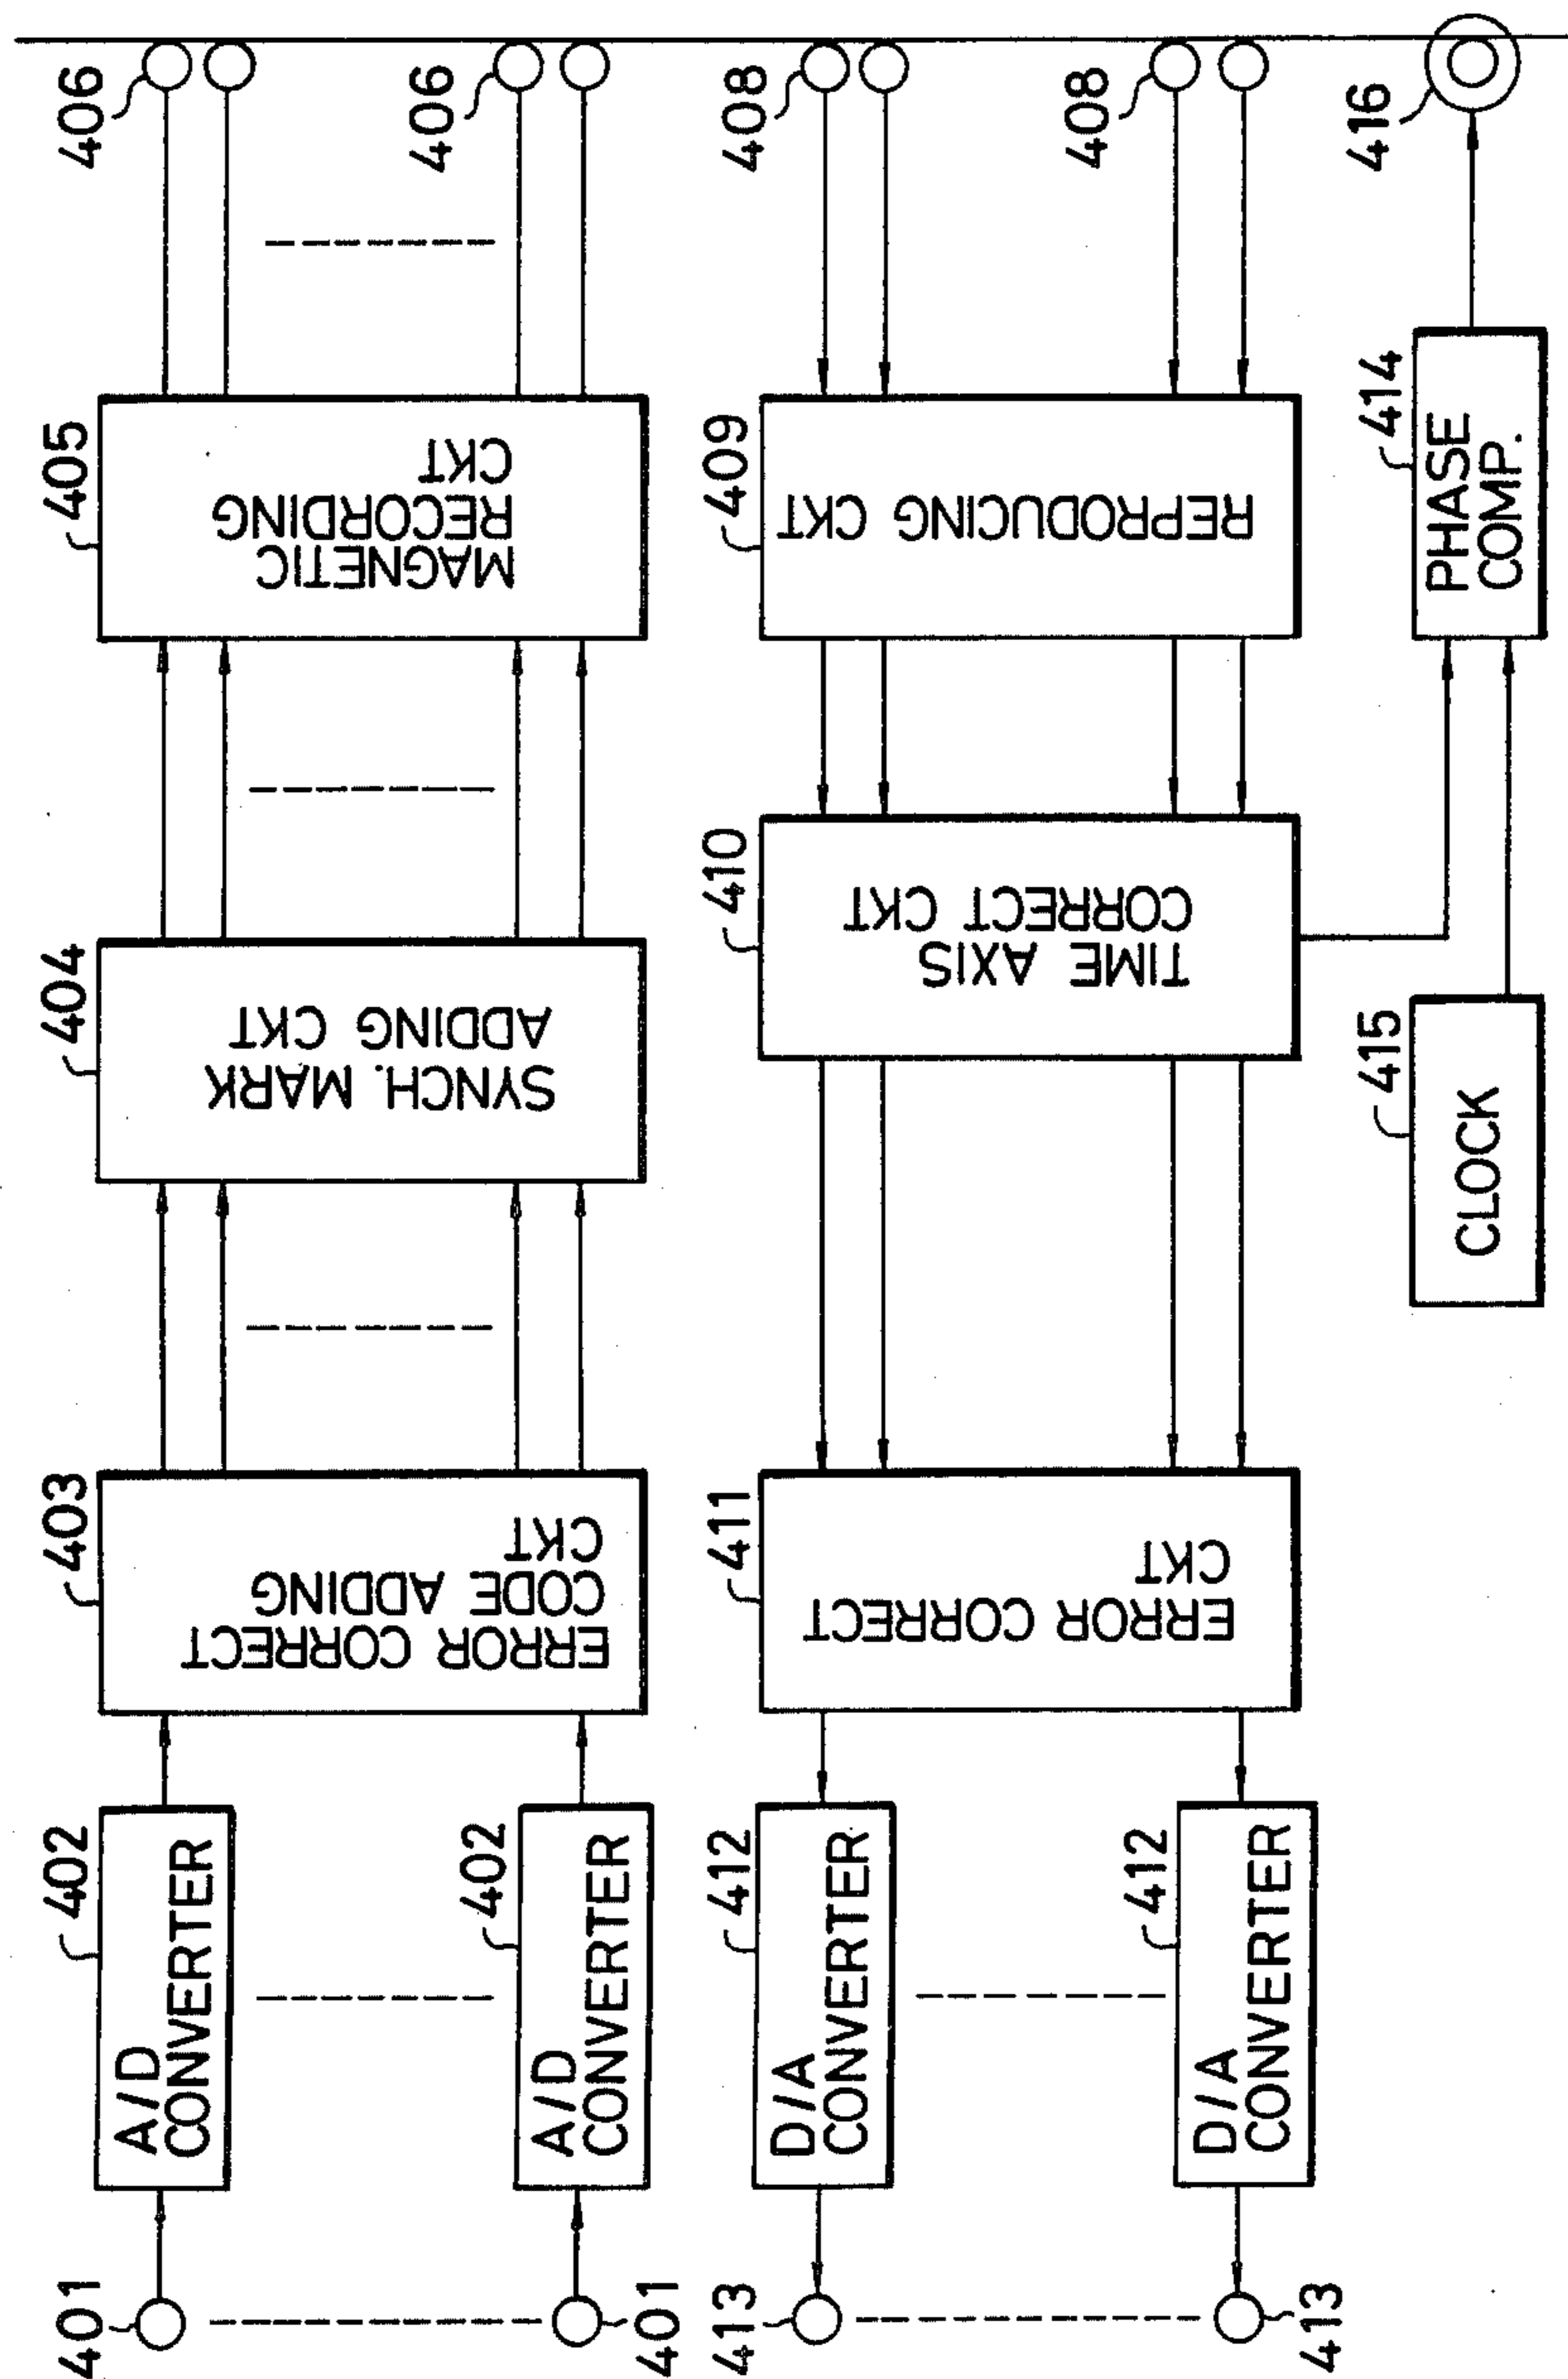 401
401
402
A/D
CONVERTER
402
A/D
CONVERTER
403
ERROR CORRECT
CODE ADDING
CKT
404
SYNCH. MARK
ADDING CKT
405
MAGNETIC
RECORDING
CKT
406
406
408
408
409
REPRODUCING CKT
410
TIME AXIS
CORRECT CKT
411
ERROR CORRECT
CKT
412
D/A
CONVERTER
412
D/A
CONVERTER
413
413
414
PHASE
COMP.
415
CLOCK
416